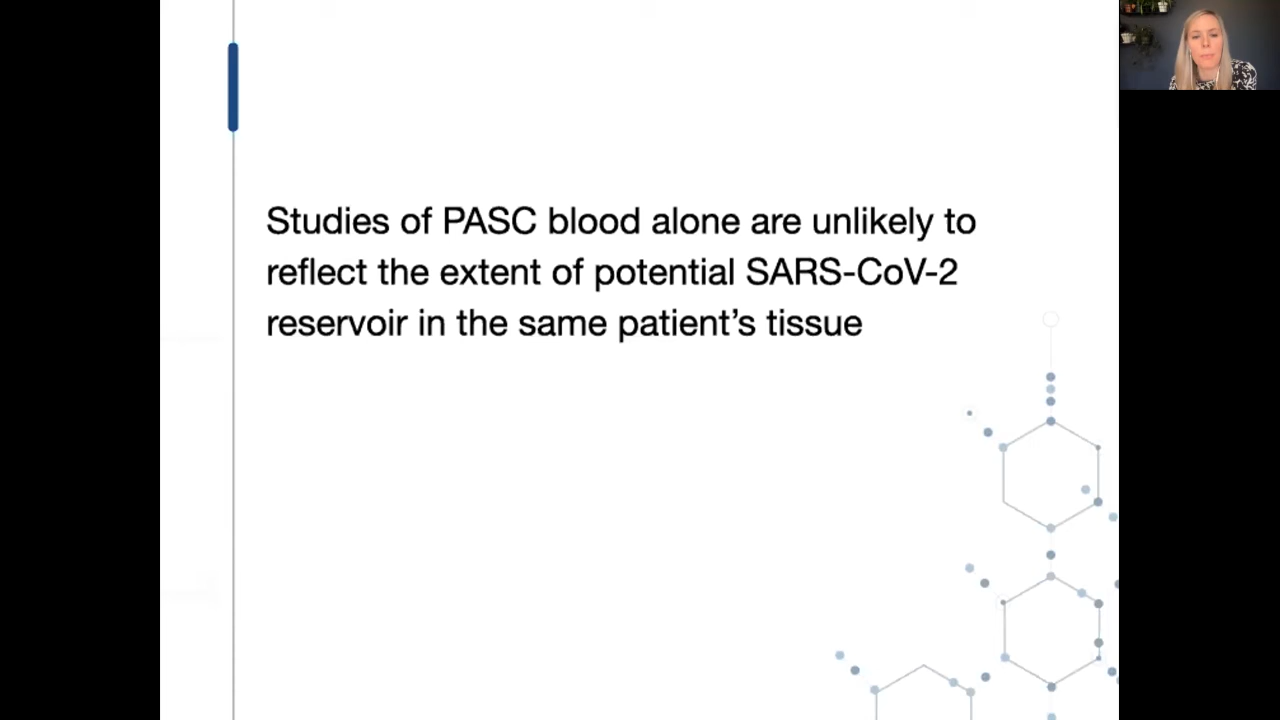 Studies of PASC blood alone are unlikely to
reflect the extent of potential SARS-CoV-2
reservoir in the same patient’s tissue